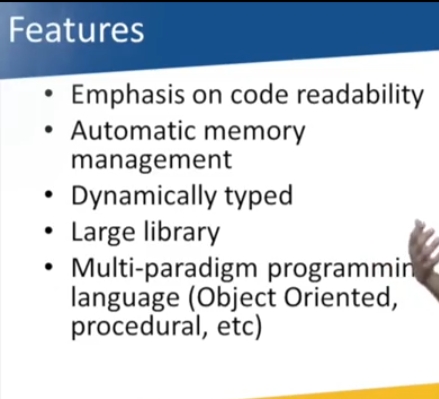 Features
• Emphasis on code readability
• Automatic memory
management
• Dynamically typed
• Large library
• Multi-paradigm programmin
language (Object Oriented,
procedural, etc)